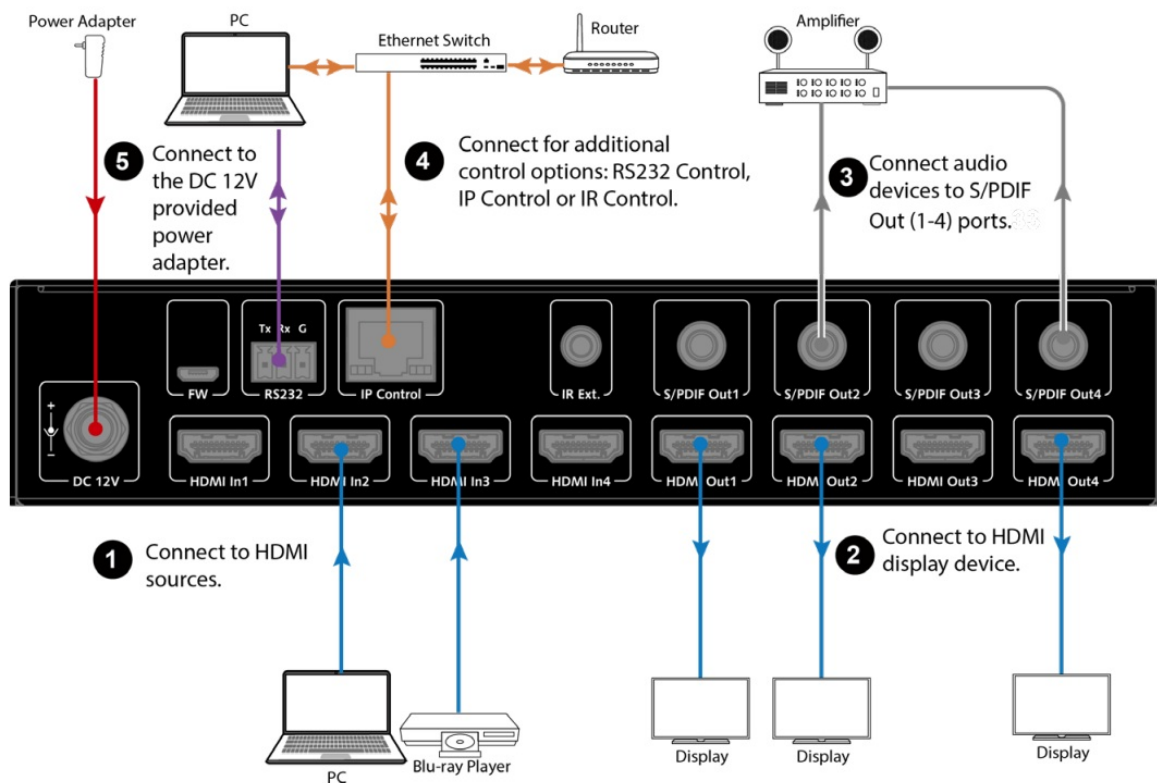 Power Adapter
PC
Ethernet Switch
Router
Amplifier
5
Connect to
the DC 12V
provided
power
adapter.
4
Connect for additional
control options: RS232 Control,
IP Control or IR Control.
3
Connect audio
devices to S/PDIF
Out (1-4) ports.
Tx Rx G
FW
RS232
IP Control
IR Ext.
S/PDIF Out1
S/PDIF Out2
S/PDIF Out3
S/PDIF Out4
+
-
DC 12V
HDMI In1
HDMI In2
HDMI In3
HDMI In4
HDMI Out1
HDMI Out2
HDMI Out3
HDMI Out4
1
Connect to HDMI
sources.
2
Connect to HDMI
display device.
PC
Blu-ray Player
Display
Display
Display